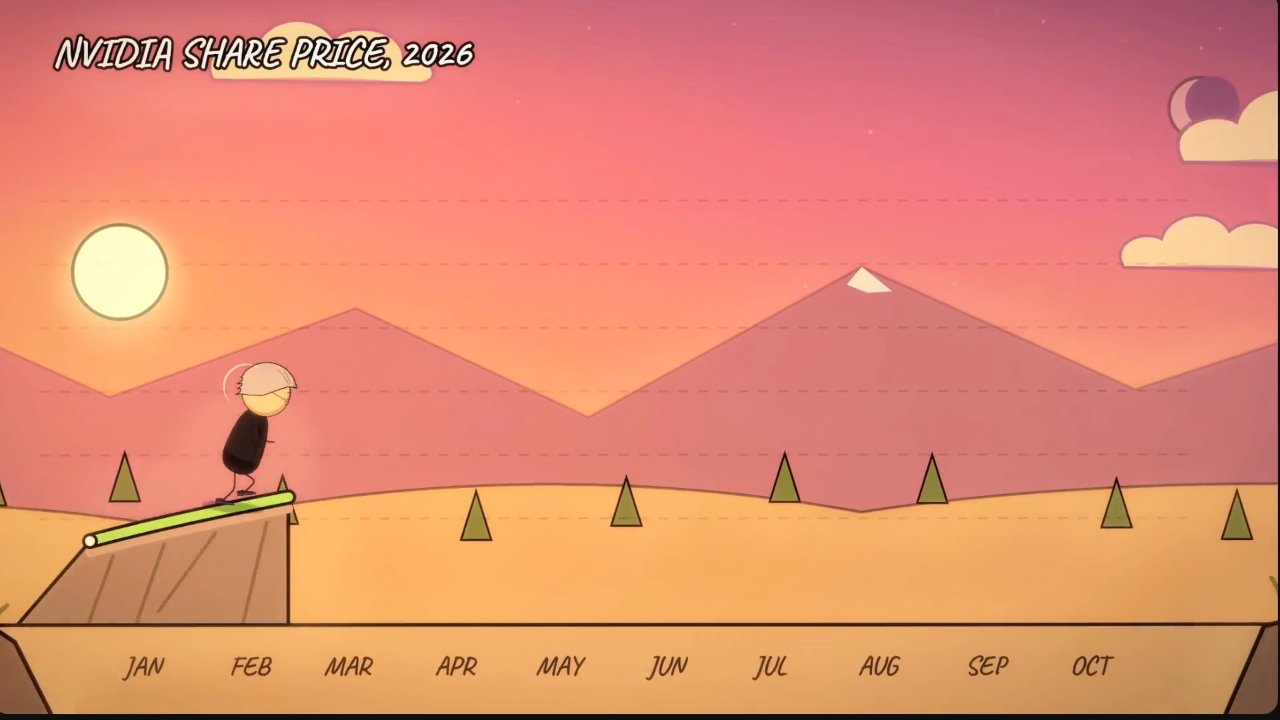 NVIDIA SHARE PRICE, 2026
JAN FEB MAR APR MAY JUN JUL AUG SEP OCT